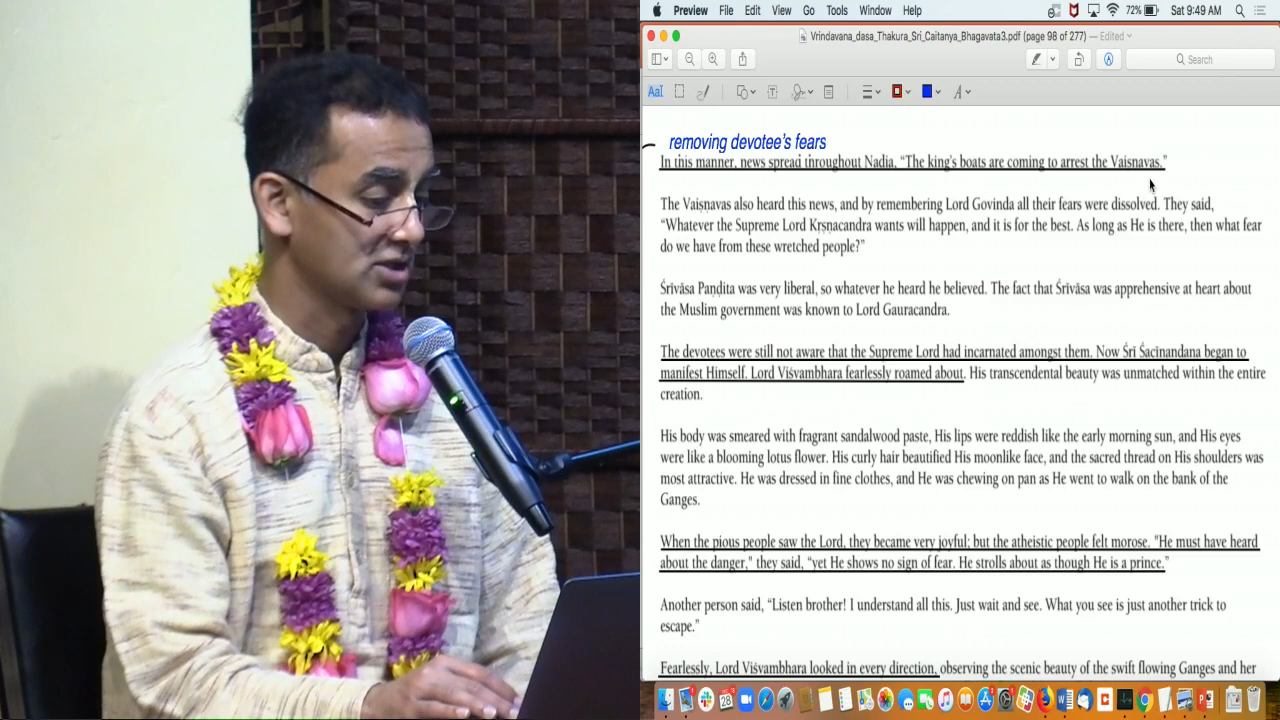 Preview File Edit View Go Tools Window Help 72% Sat 9:49 AM
Vrindavana_dasa_Thakura_Sri_Caitanya_Bhagavata3.pdf (page 98 of 277) — Edited
Search
removing devotee's fears
In this manner, news spread throughout Nadia, “The king's boats are coming to arrest the Vaiṣṇavas.”
The Vaiṣṇavas also heard this news, and by remembering Lord Govinda all their fears were dissolved. They said,
“Whatever the Supreme Lord Kṛṣṇacandra wants will happen, and it is for the best. As long as He is there, then what fear
do we have from these wretched people?”
Śrīvāsa Paṇḍita was very liberal, so whatever he heard he believed. The fact that Śrīvāsa was apprehensive at heart about
the Muslim government was known to Lord Gauracandra.
The devotees were still not aware that the Supreme Lord had incarnated amongst them. Now Śrī Śacīnandana began to
manifest Himself. Lord Viśvambhara fearlessly roamed about. His transcendental beauty was unmatched within the entire
creation.
His body was smeared with fragrant sandalwood paste, His lips were reddish like the early morning sun, and His eyes
were like a blooming lotus flower. His curly hair beautified His moonlike face, and the sacred thread on His shoulders was
most attractive. He was dressed in fine clothes, and He was chewing on pan as He went to walk on the bank of the
Ganges.
When the pious people saw the Lord, they became very joyful; but the atheistic people felt morose. "He must have heard
about the danger," they said, “yet He shows no sign of fear. He strolls about as though He is a prince.”
Another person said, “Listen brother! I understand all this. Just wait and see. What you see is just another trick to
escape.”
Fearlessly, Lord Viśvambhara looked in every direction, observing the scenic beauty of the swift flowing Ganges and her